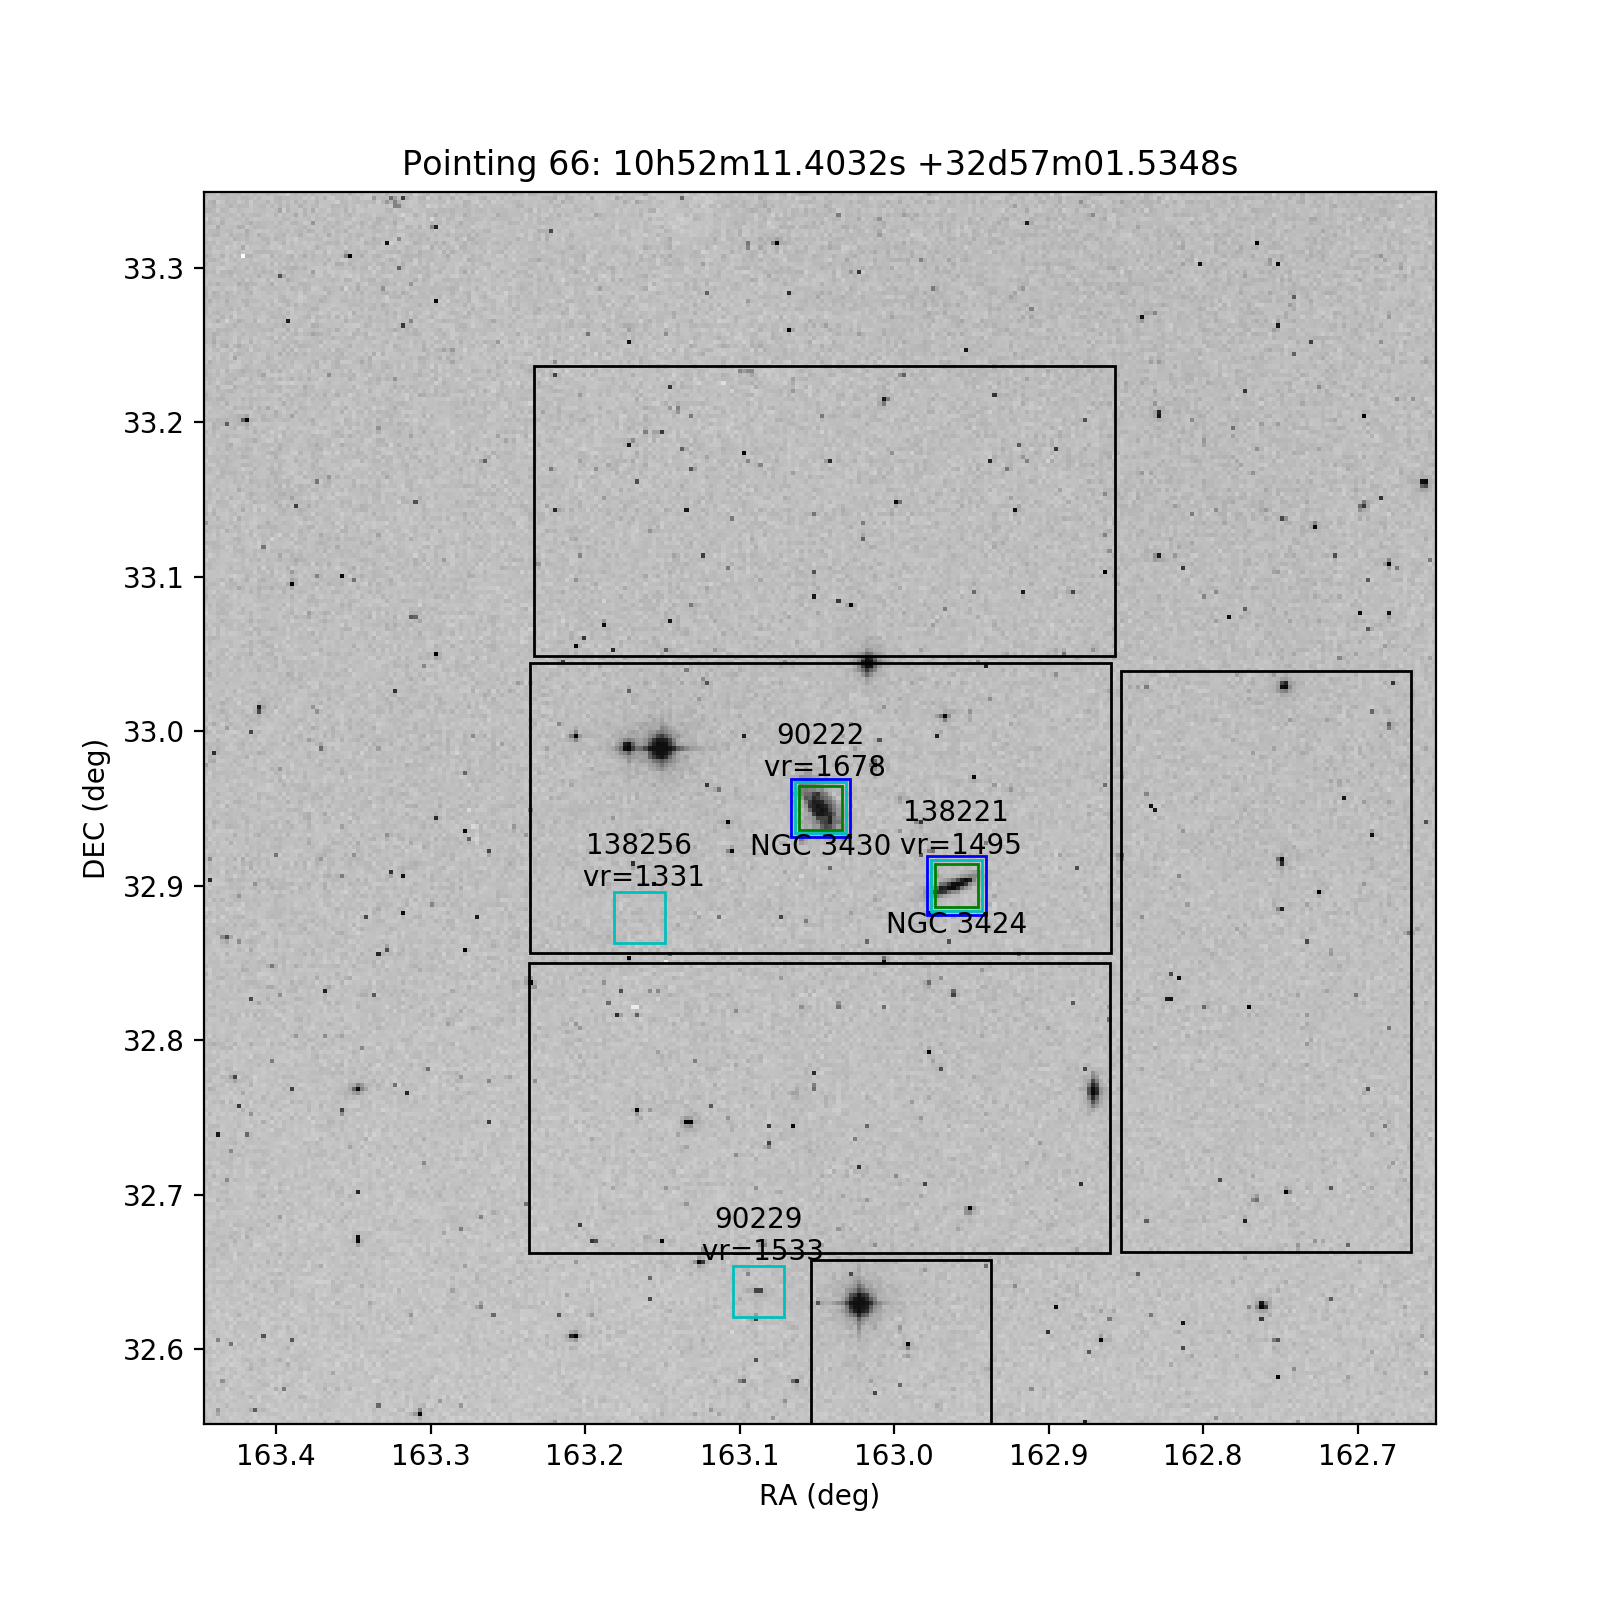 Pointing 66: 10h52m11.4032s +32d57m01.5348s
33.3
33.2
33.1
33.0
32.9
32.8
32.7
32.6
DEC (deg)
90222
vr=1678
NGC 3430
138221
vr=1495
NGC 3424
138256
vr=1331
90229
vr=1533
163.4 163.3 163.2 163.1 163.0 162.9 162.8 162.7
RA (deg)